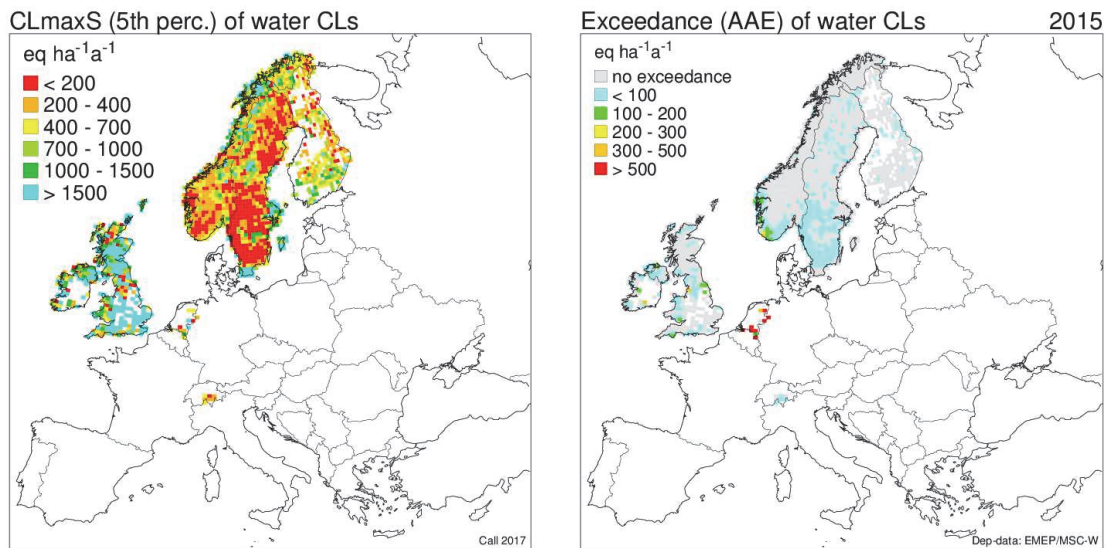 CLmaxS (5th perc.) of water CLs
eq ha⁻¹a⁻¹
< 200
200 - 400
400 - 700
700 - 1000
1000 - 1500
> 1500
Call 2017
Exceedance (AAE) of water CLs 2015
eq ha⁻¹a⁻¹
no exceedance
< 100
100 - 200
200 - 300
300 - 500
> 500
Dep-data: EMEP/MSC-W